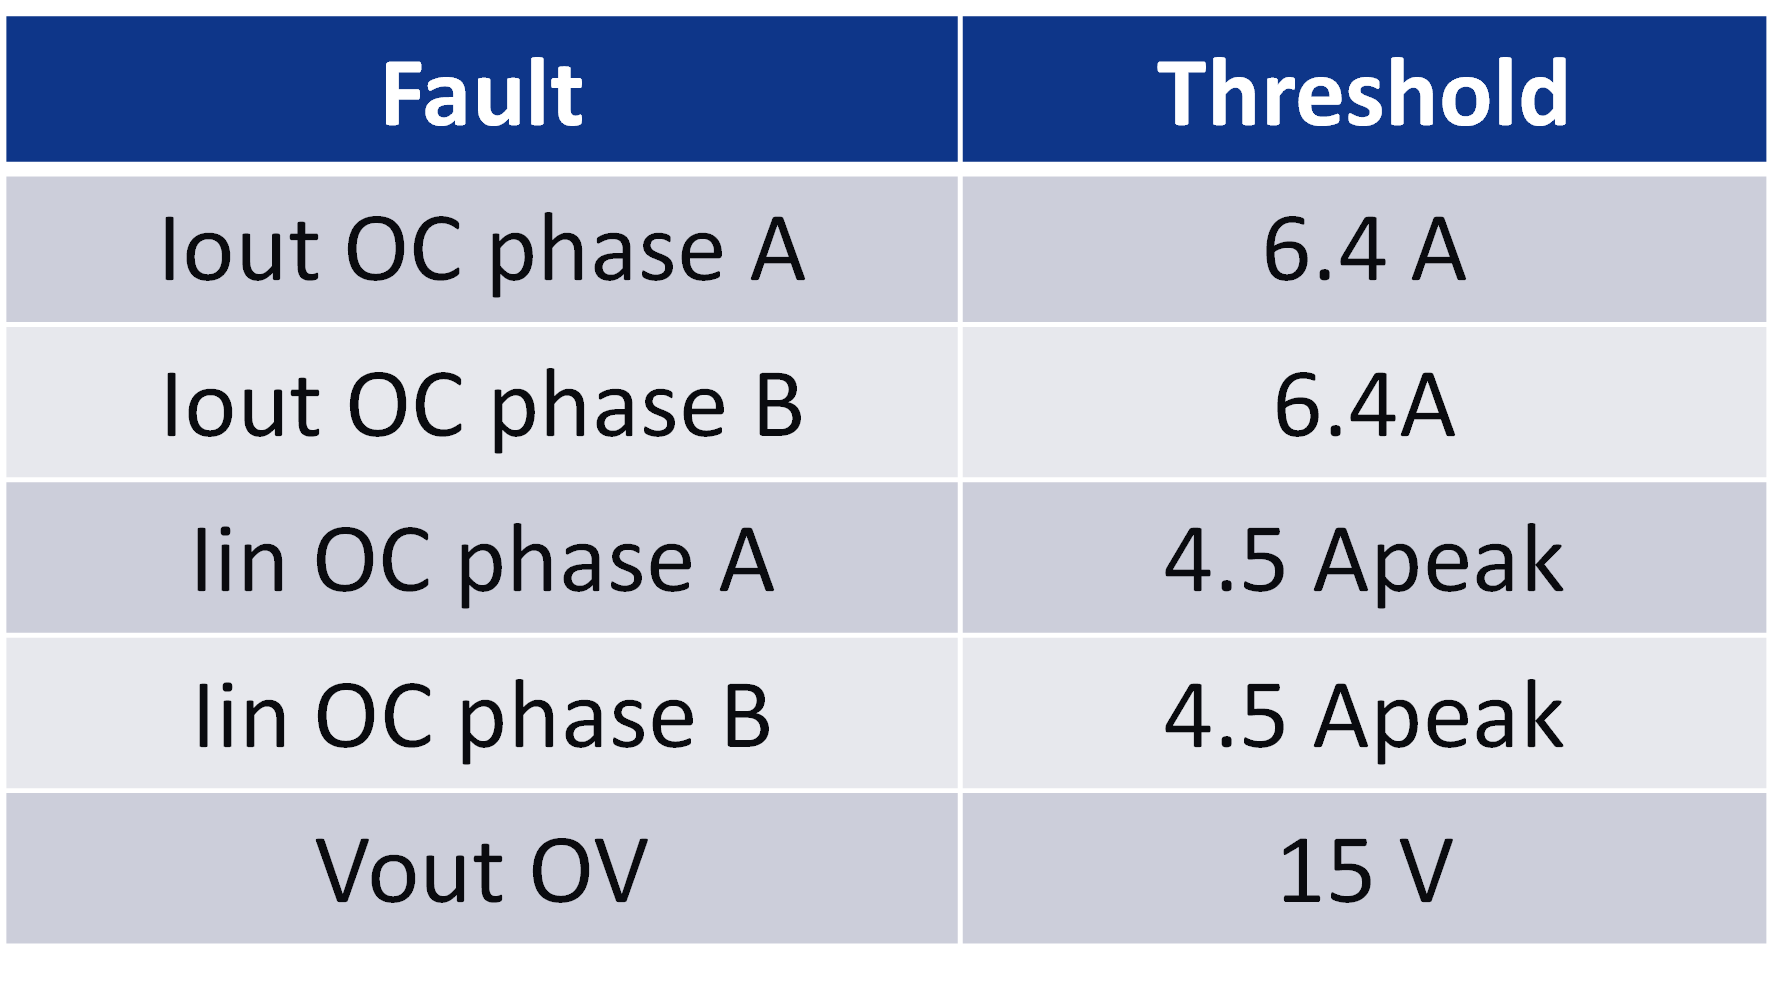 Fault Threshold
Iout OC phase A 6.4 A
Iout OC phase B 6.4A
Iin OC phase A 4.5 Apeak
Iin OC phase B 4.5 Apeak
Vout OV 15 V